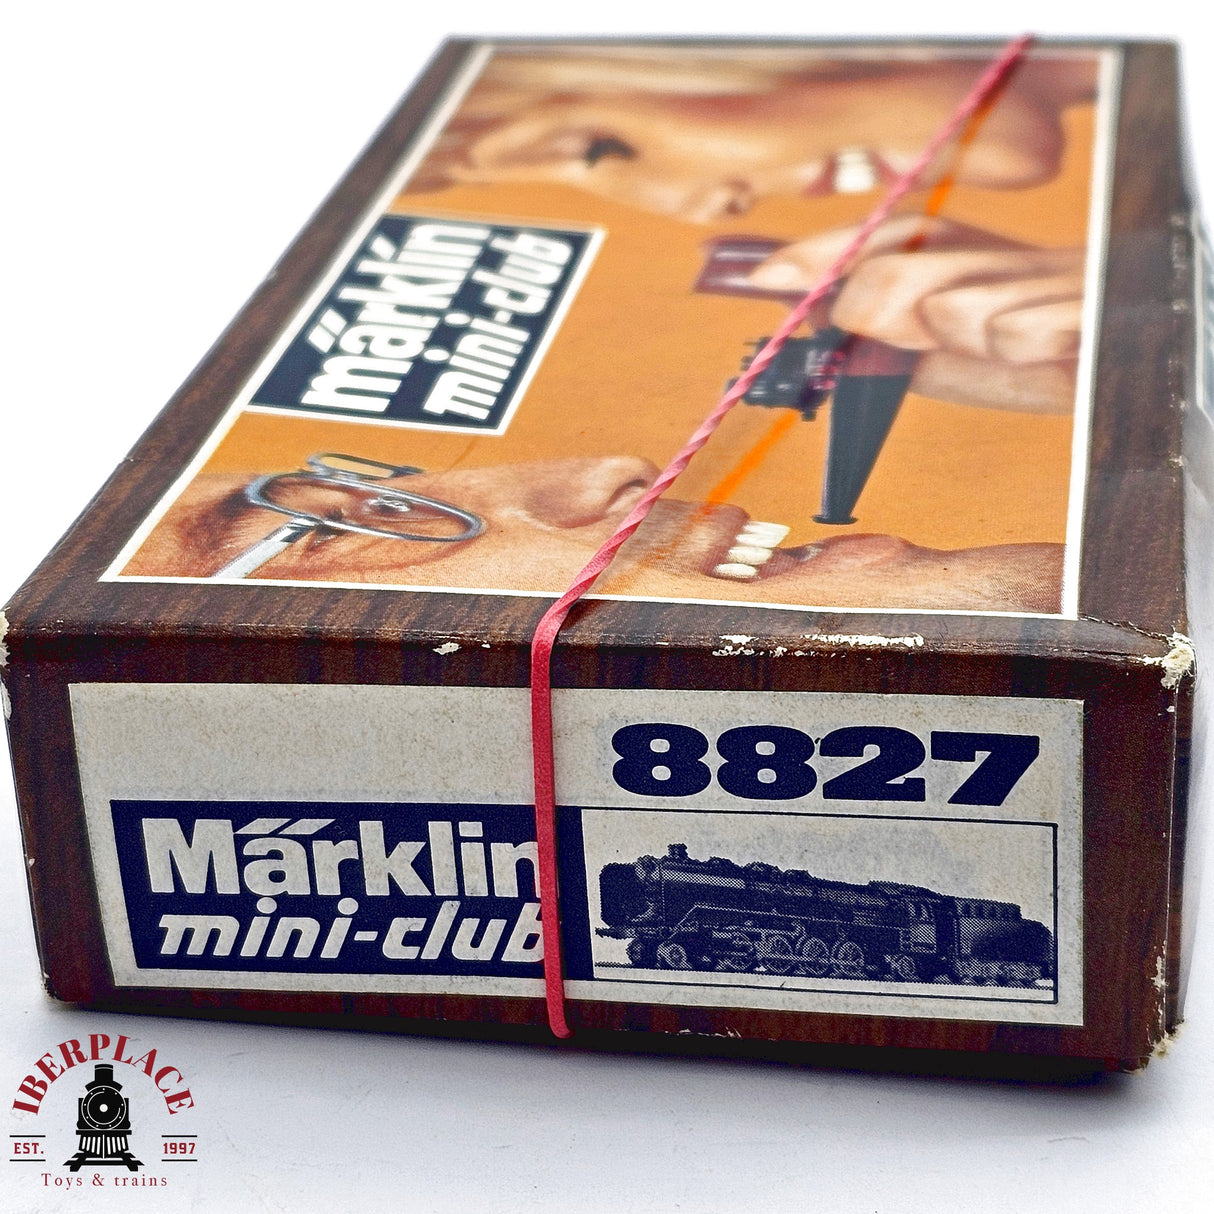 märklin
mini-club
8827
Märklin
mini-club
IBERPLACE
EST. 1997
Toys & trains